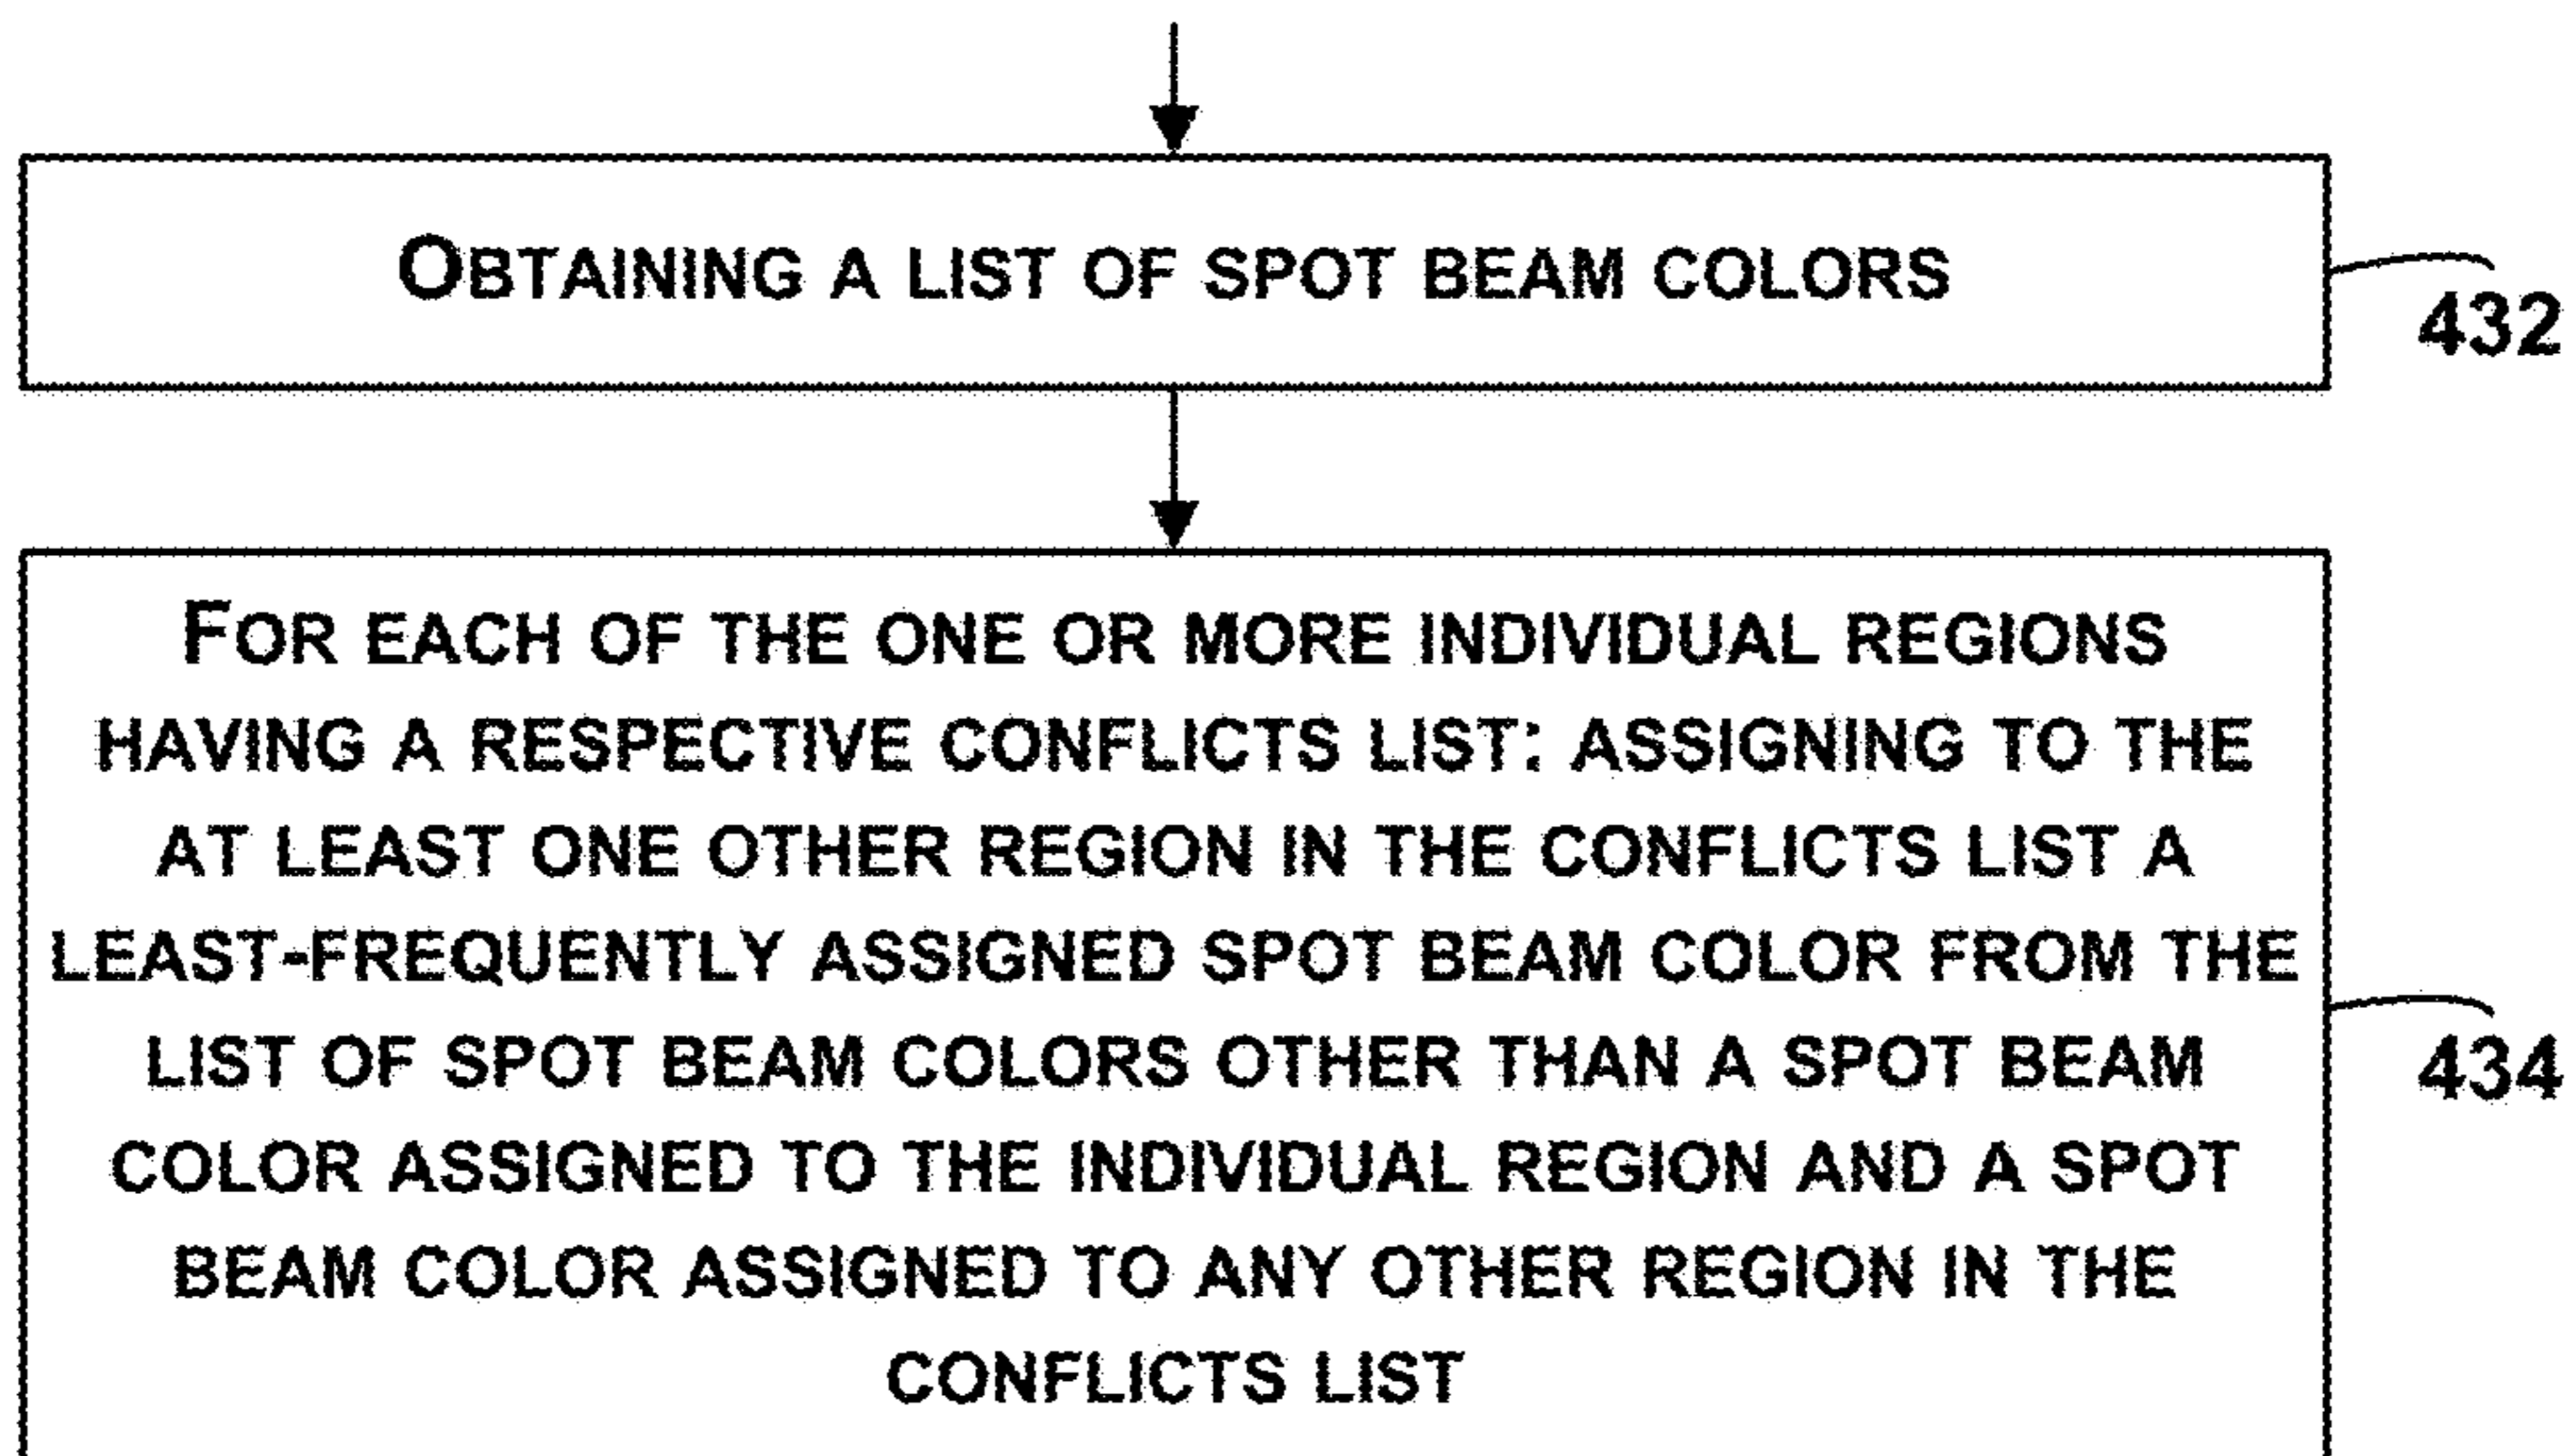 OBTAINING A LIST OF SPOT BEAM COLORS
432
FOR EACH OF THE ONE OR MORE INDIVIDUAL REGIONS
HAVING A RESPECTIVE CONFLICTS LIST: ASSIGNING TO THE
AT LEAST ONE OTHER REGION IN THE CONFLICTS LIST A
LEAST-FREQUENTLY ASSIGNED SPOT BEAM COLOR FROM THE
LIST OF SPOT BEAM COLORS OTHER THAN A SPOT BEAM
COLOR ASSIGNED TO THE INDIVIDUAL REGION AND A SPOT
BEAM COLOR ASSIGNED TO ANY OTHER REGION IN THE
CONFLICTS LIST
434